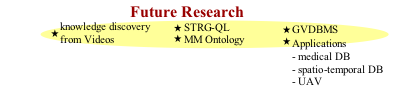 Future Research
★ knowledge discovery
from Videos
★ STRG-QL
★ MM Ontology
★ GVDBMS
★ Applications
- medical DB
- spatio-temporal DB
- UAV